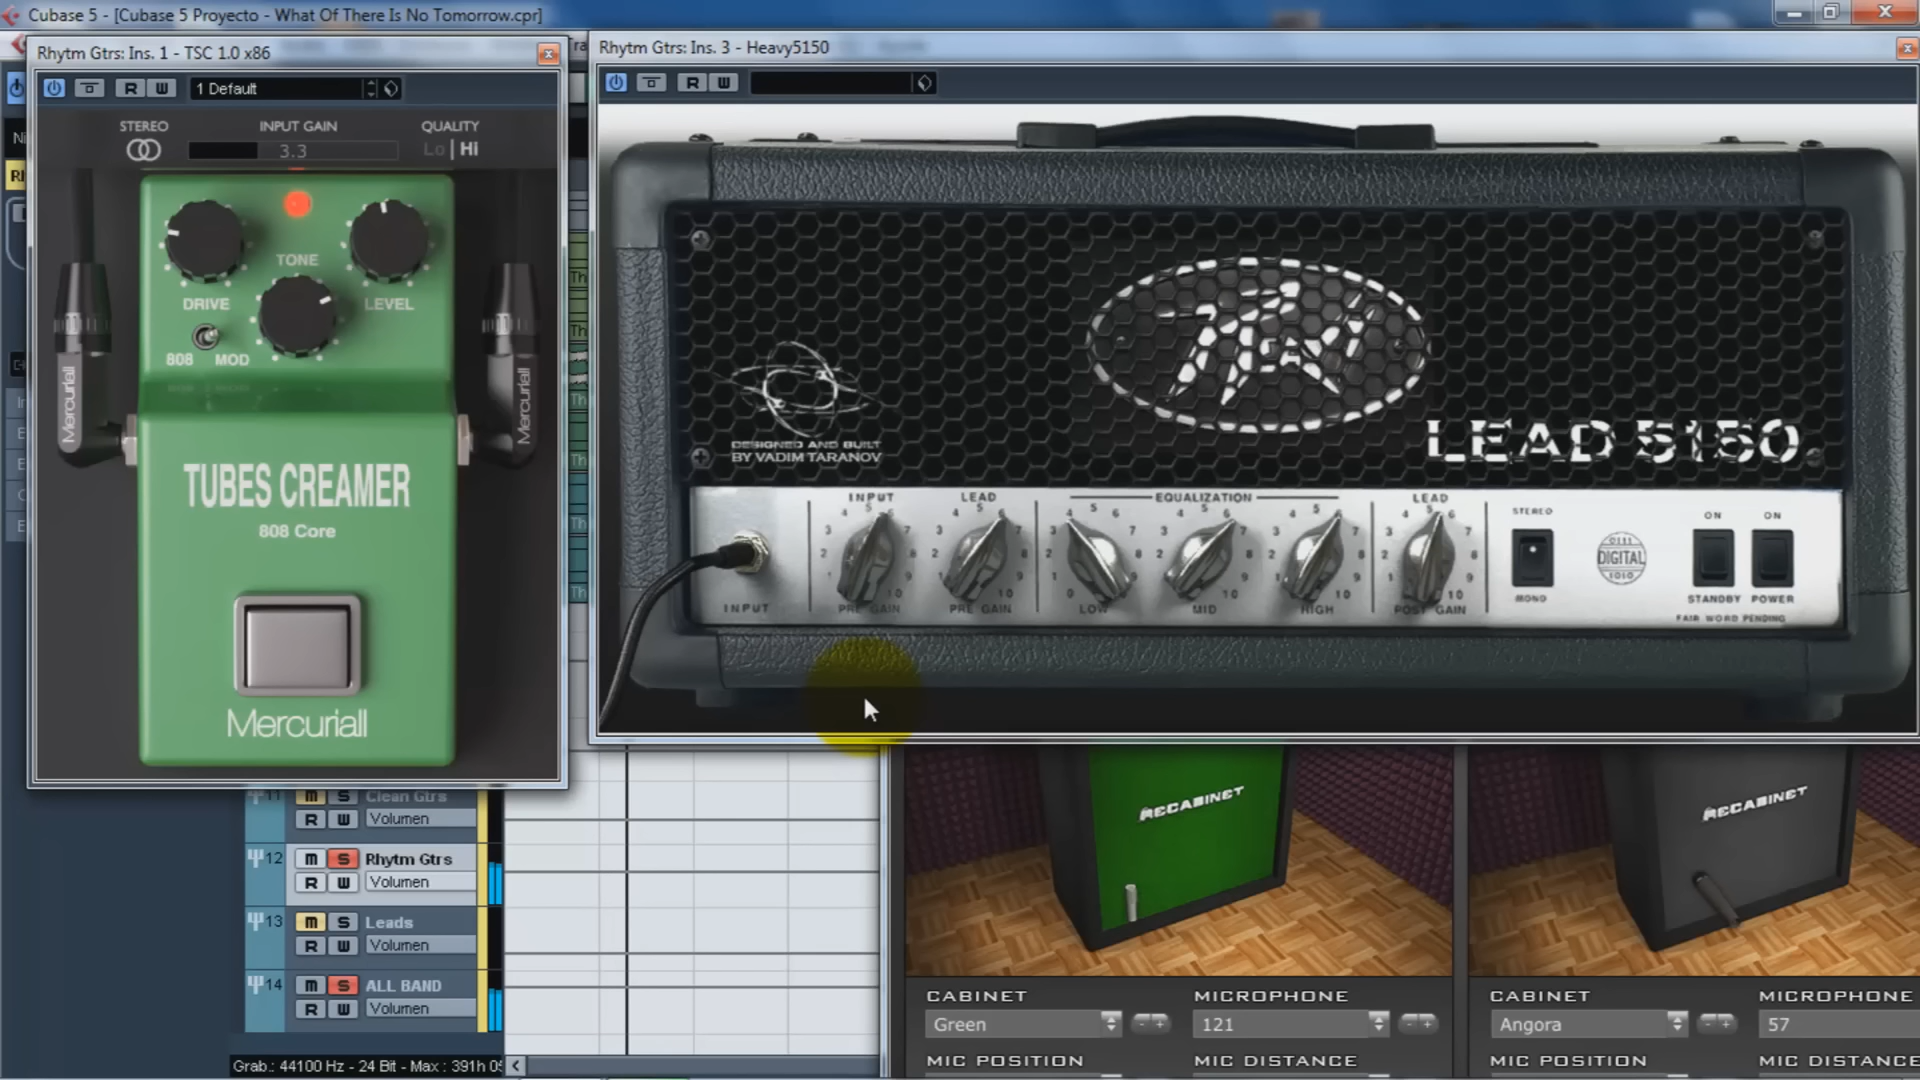 Cubase 5 - [Cubase 5 Proyecto - What Of There Is No Tomorrow.cpr]
Rhytm Gtrs: Ins. 1 - TSC 1.0 x86
R W 1 Default
STEREO INPUT GAIN QUALITY
3.3 Lo | Hi
TONE
DRIVE LEVEL
808 MOD
Mercuriall
Mercuriall
TUBES CREAMER
808 Core
Mercuriall
Rhytm Gtrs: Ins. 3 - Heavy5150
R W
DESIGNED AND BUILT
BY VADIM TARANOV
LEAD 5150
INPUT LEAD EQUALIZATION LEAD
STEREO ON ON
0111
DIGITAL
1010
MONO STANDBY POWER
INPUT PRE GAIN PRE GAIN LOW MID HIGH POST GAIN
FAIR WORD PENDING
11 M S Clean Gtrs
R W Volumen
12 M S Rhytm Gtrs
R W Volumen
13 M S Leads
R W Volumen
14 M S ALL BAND
R W Volumen
Grab.: 44100 Hz - 24 Bit - Max : 391h
RECABINET
RECABINET
CABINET MICROPHONE
Green - + 121 - +
MIC POSITION MIC DISTANCE
CABINET MICROPHONE
Angora - + 57
MIC POSITION MIC DISTANCE